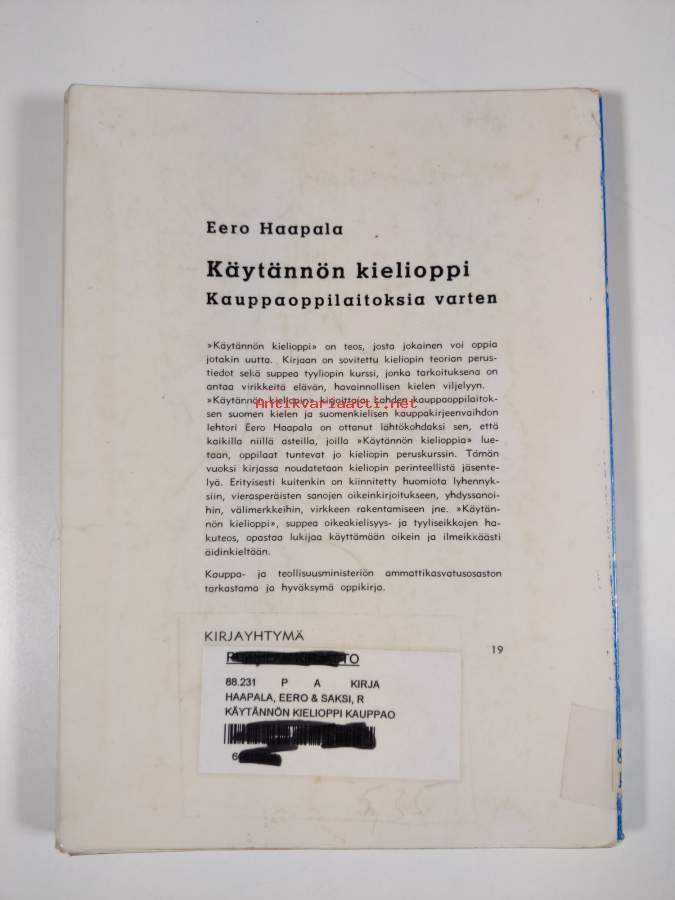 Eero Haapala
Käytännön kielioppi
Kauppaoppilaitoksia varten
»Käytännön kielioppi» on teos, josta jokainen voi oppia
jotakin uutta. Kirjaan on sovitettu kieliopin teorian perus-
tiedot sekä suppea tyyliopin kurssi, jonka tarkoituksena on
antaa virikkeitä elävän, havainnollisen kielen viljelyyn.
»Käytännön kieliopin» kirjoittaja, Lahden kauppaoppilaitok-
Antikvariaatti.net
sen suomen kielen ja suomenkielisen kauppakirjeenvaihdon
lehtori Eero Haapala on ottanut lähtökohdaksi sen, että
kaikilla niillä asteilla, joilla »Käytännön kielioppia» lue-
taan, oppilaat tuntevat jo kieliopin peruskurssin. Tämän
vuoksi kirjassa noudatetaan kieliopin perinteellistä jäsente-
lyä. Erityisesti kuitenkin on kiinnitetty huomiota lyhennyk-
siin, vierasperäisten sanojen oikeinkirjoitukseen, yhdyssanoi-
hin, välimerkkeihin, virkkeen rakentamiseen jne. »Käytän-
nön kielioppi», suppea oikeakielisyys- ja tyyliseikkojen ha-
kuteos, opastaa lukijaa käyttämään oikein ja ilmeikkäästi
äidinkieltään.
Kauppa- ja teollisuusministeriön ammattikasvatusosaston
tarkastama ja hyväksymä oppikirja.
KIRJAYHTYMÄ
19
88.231 P A KIRJA
HAAPALA, EERO & SAKSI, R
KÄYTÄNNÖN KIELIOPPI KAUPPAO